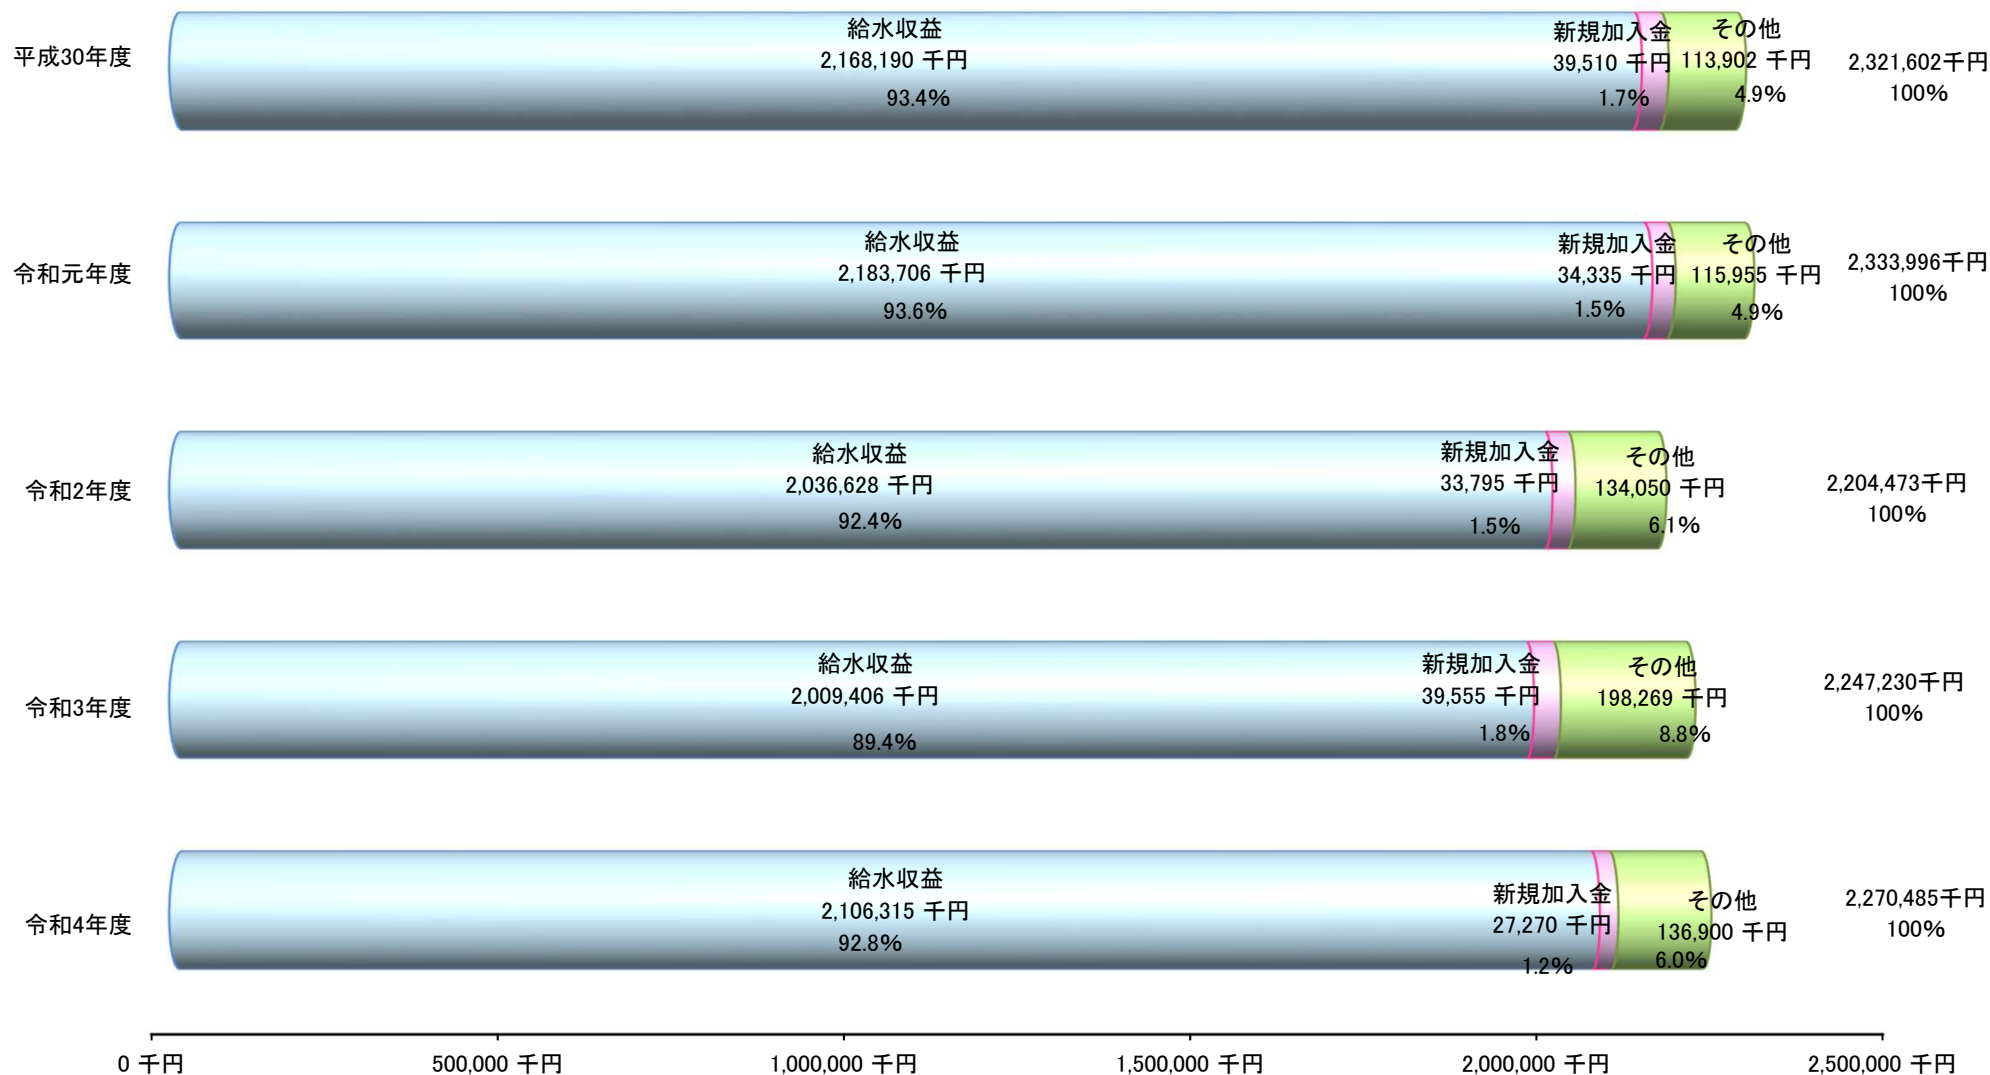 平成30年度
給水収益
2,168,190 千円
93.4%
新規加入金
39,510 千円
1.7%
その他
113,902 千円
4.9%
2,321,602千円
100%
令和元年度
給水収益
2,183,706 千円
93.6%
新規加入金
34,335 千円
1.5%
その他
115,955 千円
4.9%
2,333,996千円
100%
令和2年度
給水収益
2,036,628 千円
92.4%
新規加入金
33,795 千円
1.5%
その他
134,050 千円
6.1%
2,204,473千円
100%
令和3年度
給水収益
2,009,406 千円
89.4%
新規加入金
39,555 千円
1.8%
その他
198,269 千円
8.8%
2,247,230千円
100%
令和4年度
給水収益
2,106,315 千円
92.8%
新規加入金
27,270 千円
1.2%
その他
136,900 千円
6.0%
2,270,485千円
100%
0 千円
500,000 千円
1,000,000 千円
1,500,000 千円
2,000,000 千円
2,500,000 千円